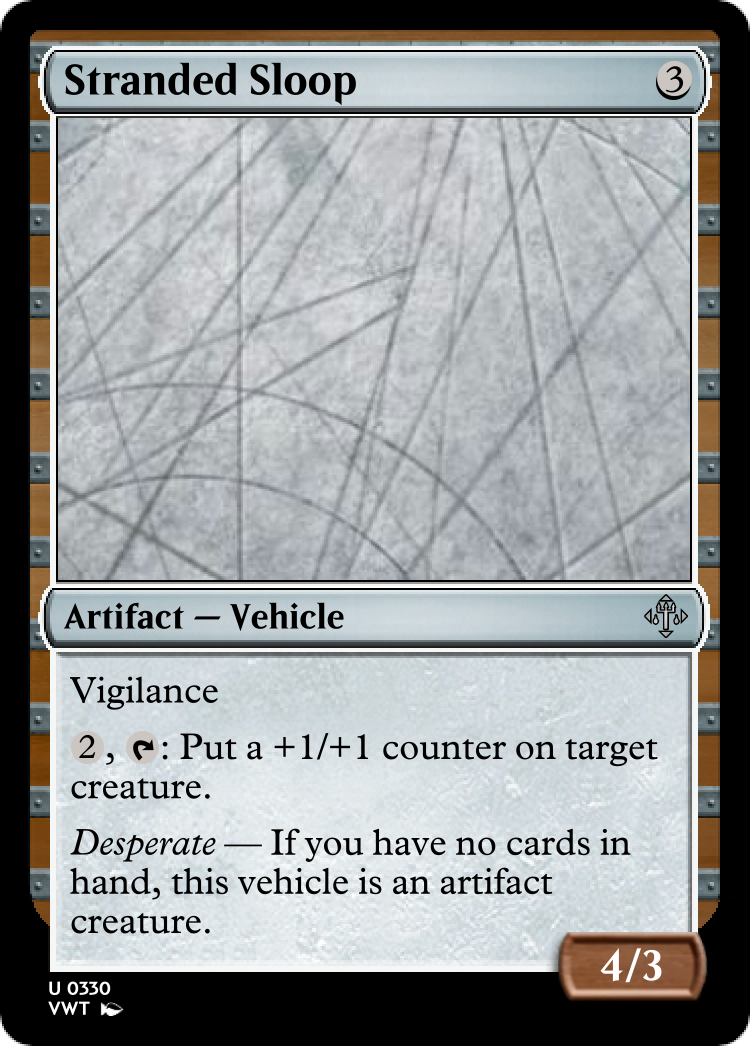 Stranded Sloop 3
Artifact — Vehicle
Vigilance
2, : Put a +1/+1 counter on target
creature.
Desperate — If you have no cards in
hand, this vehicle is an artifact
creature.
4/3
U 0330
VWT